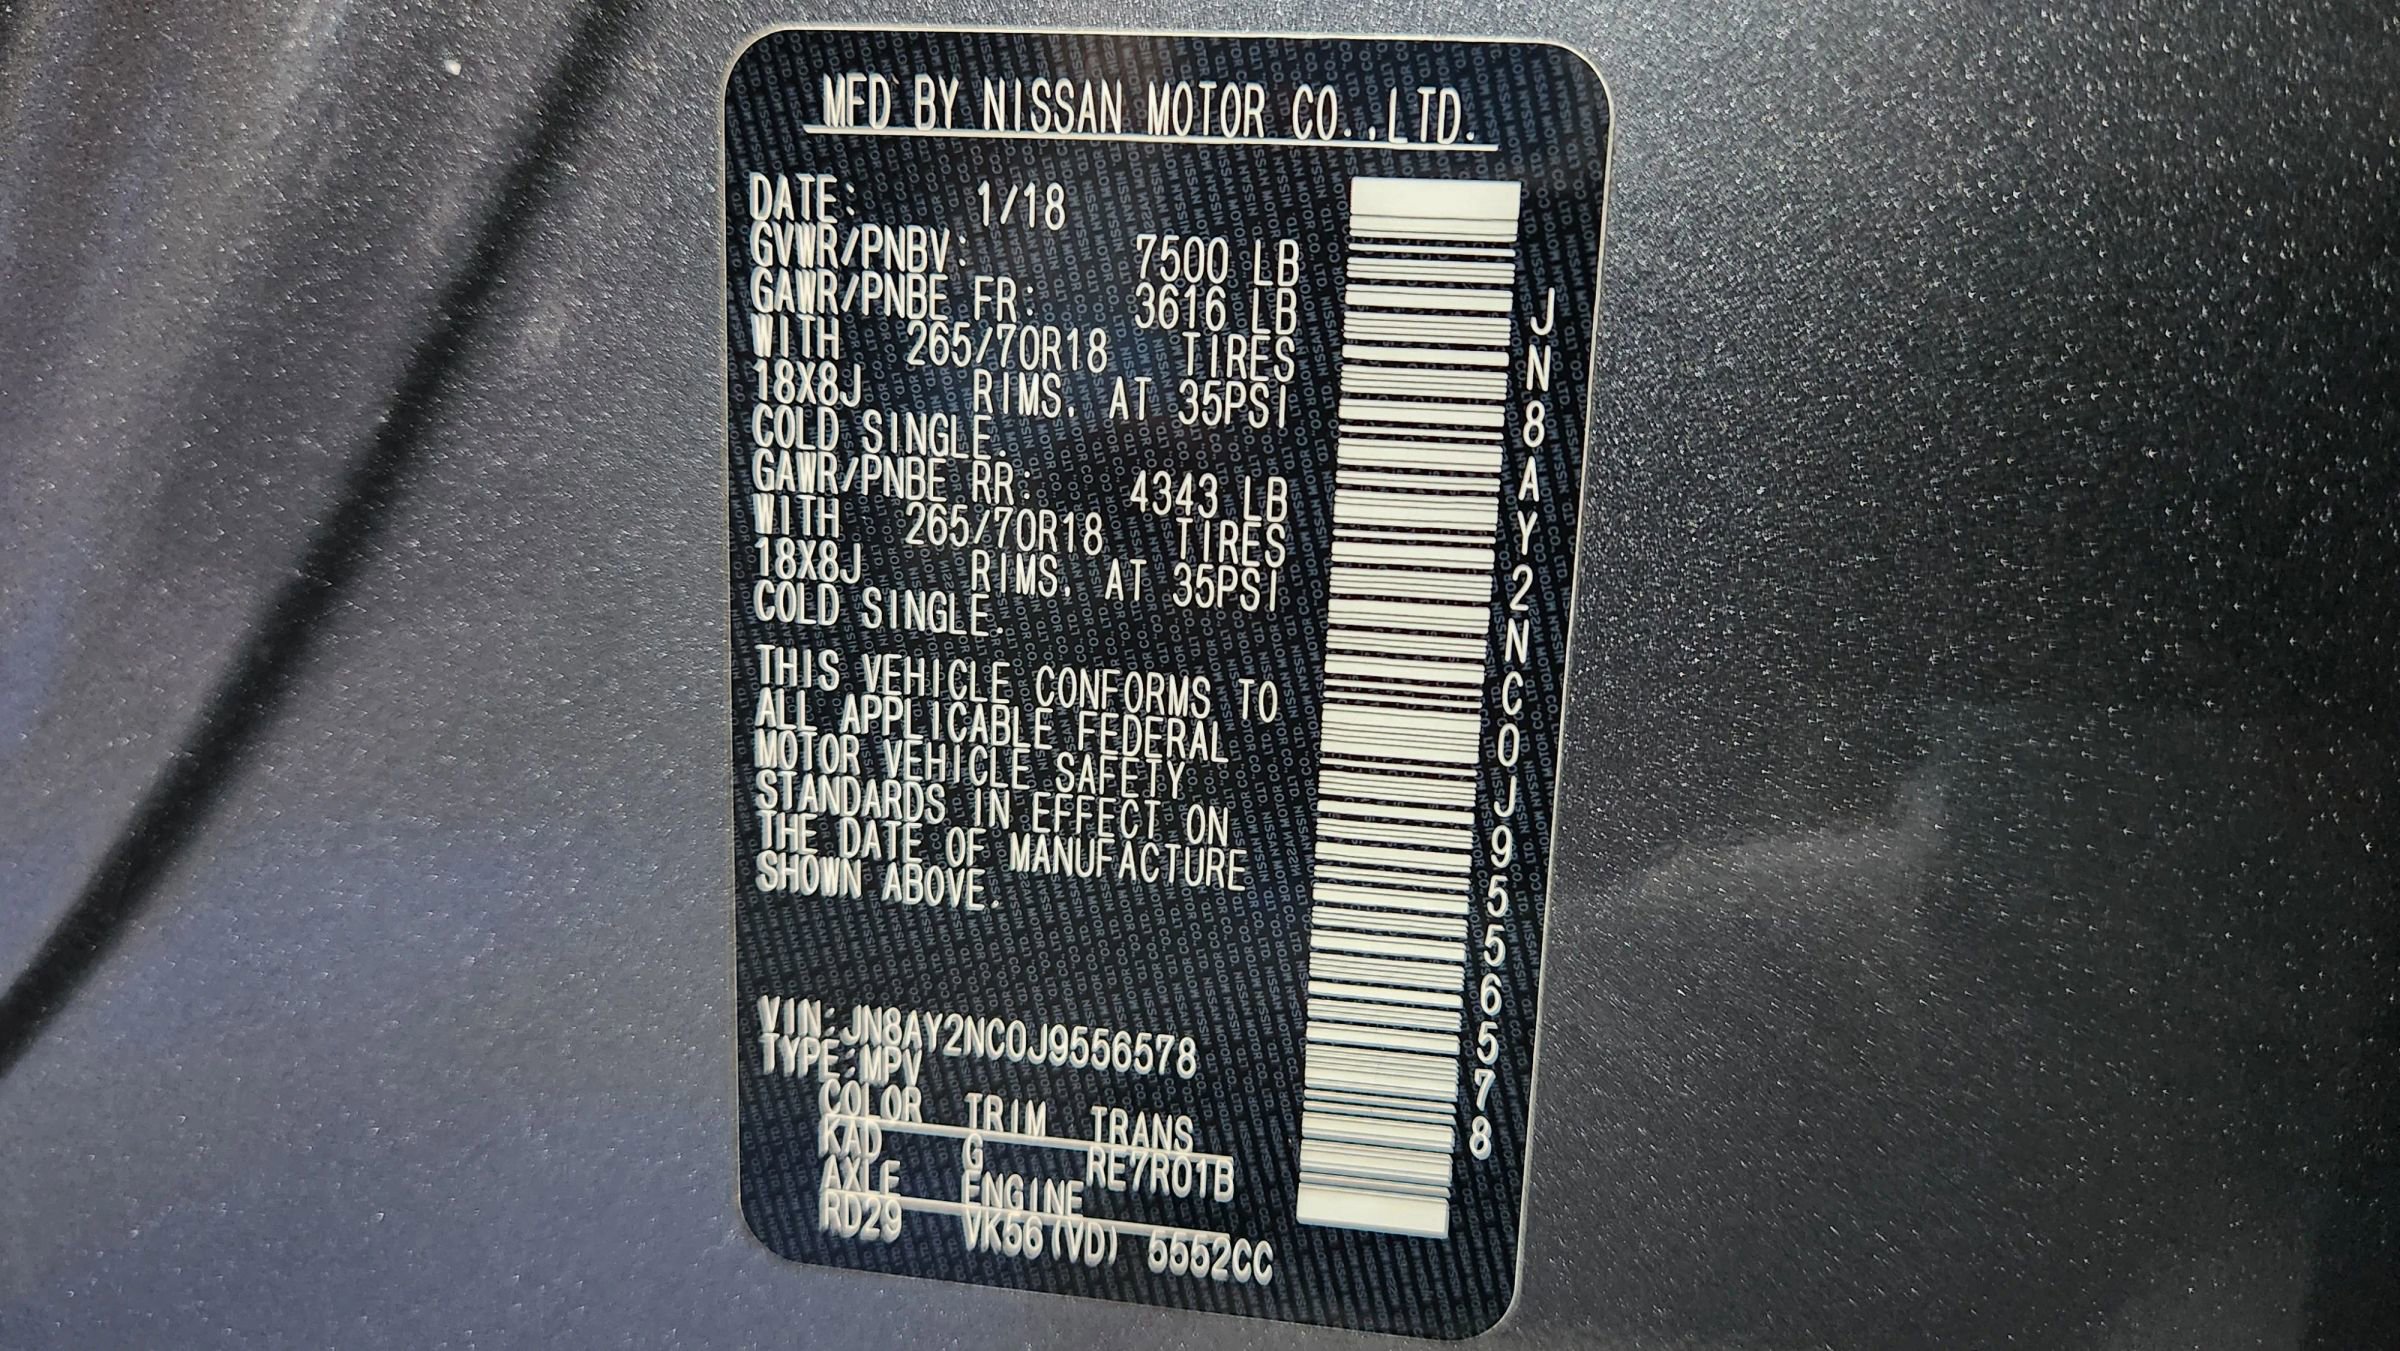 MFD BY NISSAN MOTOR CO.,LTD.
DATE: 1/18
GVWR/PNBV: 7500 LB
GAWR/PNBE FR: 3616 LB
WITH 265/70R18 TIRES
18X8J RIMS. AT 35PSI
COLD SINGLE.
GAWR/PNBE RR: 4343 LB
WITH 265/70R18 TIRES
18X8J RIMS. AT 35PSI
COLD SINGLE.
THIS VEHICLE CONFORMS TO
ALL APPLICABLE FEDERAL
MOTOR VEHICLE SAFETY
STANDARDS IN EFFECT ON
THE DATE OF MANUFACTURE
SHOWN ABOVE.
VIN:JN8AY2NC0J9556578
TYPE:MPV
COLOR TRIM TRANS
KAD G RE7R01B
AXLE ENGINE
RD29 VK56(VD) 5552CC
JN8AY2NC0J9556578